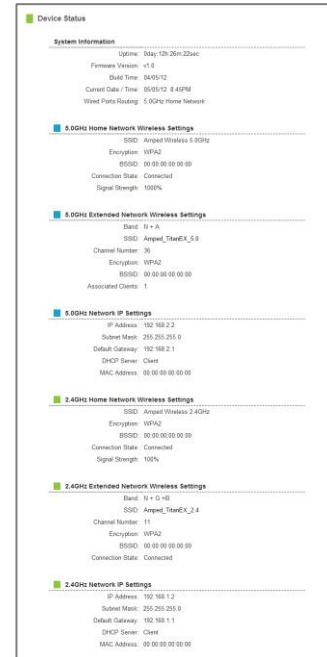 Device Status
System Information
Uptime: 0day:12h:26m:22sec
Firmware Version: v1.0
Build Time: 04/05/12
Current Date / Time: 05/05/12 8:45PM
Wired Ports Routing: 5.0GHz Home Network
5.0GHz Home Network Wireless Settings
SSID: Amped Wireless 5.0GHz
Encryption: WPA2
BSSID: 00:00:00:00:00:00
Connection State: Connected
Signal Strength: 1000%
5.0GHz Extended Network Wireless Settings
Band: N + A
SSID: Amped_TitanEX_5.0
Channel Number: 36
Encryption: WPA2
BSSID: 00:00:00:00:00:00
Associated Clients: 1
5.0GHz Network IP Settings
IP Address: 192.168.2.2
Subnet Mask: 255.255.255.0
Default Gateway: 192.168.2.1
DHCP Server: Client
MAC Address: 00:00:00:00:00:00
2.4GHz Home Network Wireless Settings
SSID: Amped Wireless 2.4GHz
Encryption: WPA2
BSSID: 00:00:00:00:00:00
Connection State: Connected
Signal Strength: 100%
2.4GHz Extended Network Wireless Settings
Band: N + G +B
SSID: Amped_TitanEX_2.4
Channel Number: 11
Encryption: WPA2
BSSID: 00:00:00:00:00:00
Connection State: Connected
2.4GHz Network IP Settings
IP Address: 192.168.1.2
Subnet Mask: 255.255.255.0
Default Gateway: 192.168.1.1
DHCP Server: Client
MAC Address: 00:00:00:00:00:00